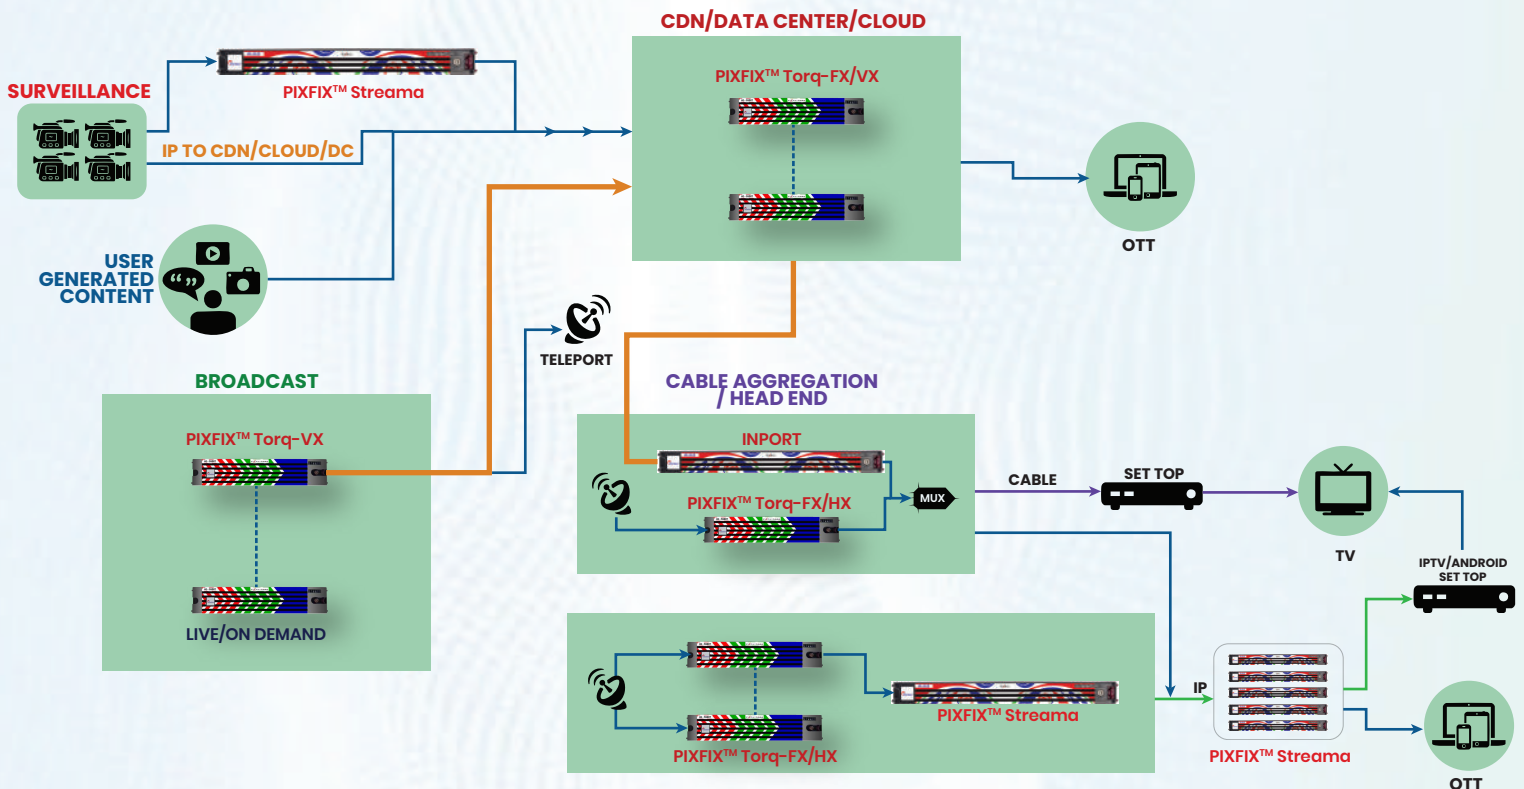 CDN/DATA CENTER/CLOUD
PIXFIX™ Torq-FX/VX
PIXFIX™ Streama
SURVEILLANCE
IP TO CDN/CLOUD/DC
OTT
USER
GENERATED
CONTENT
TELEPORT
BROADCAST
PIXFIX™ Torq-VX
LIVE/ON DEMAND
CABLE AGGREGATION
/ HEAD END
INPORT
PIXFIX™ Torq-FX/HX
MUX
CABLE
SET TOP
TV
IPTV/ANDROID
SET TOP
PIXFIX™ Streama
PIXFIX™ Torq-FX/HX
IP
PIXFIX™ Streama
OTT